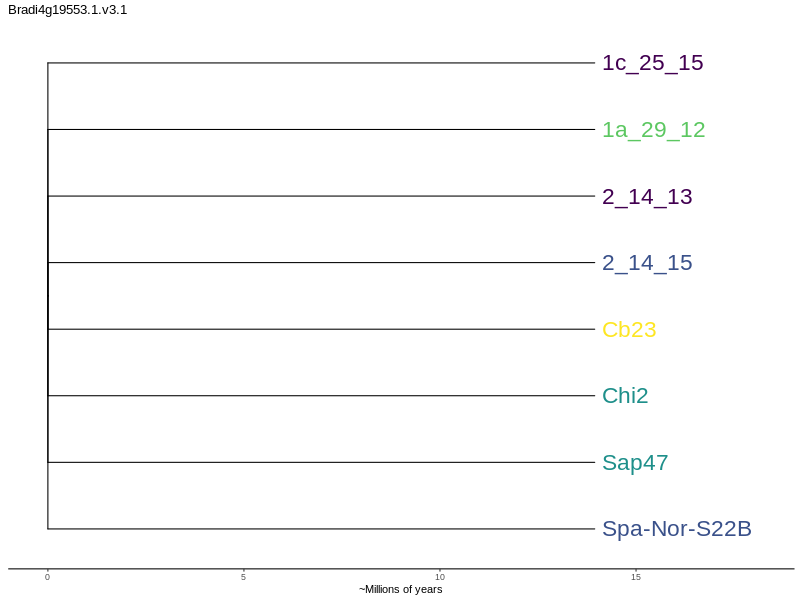 Bradi4g19553.1.v3.1
1c_25_15
1a_29_12
2_14_13
2_14_15
Cb23
Chi2
Sap47
Spa-Nor-S22B
0 5 10 15
~Millions of years